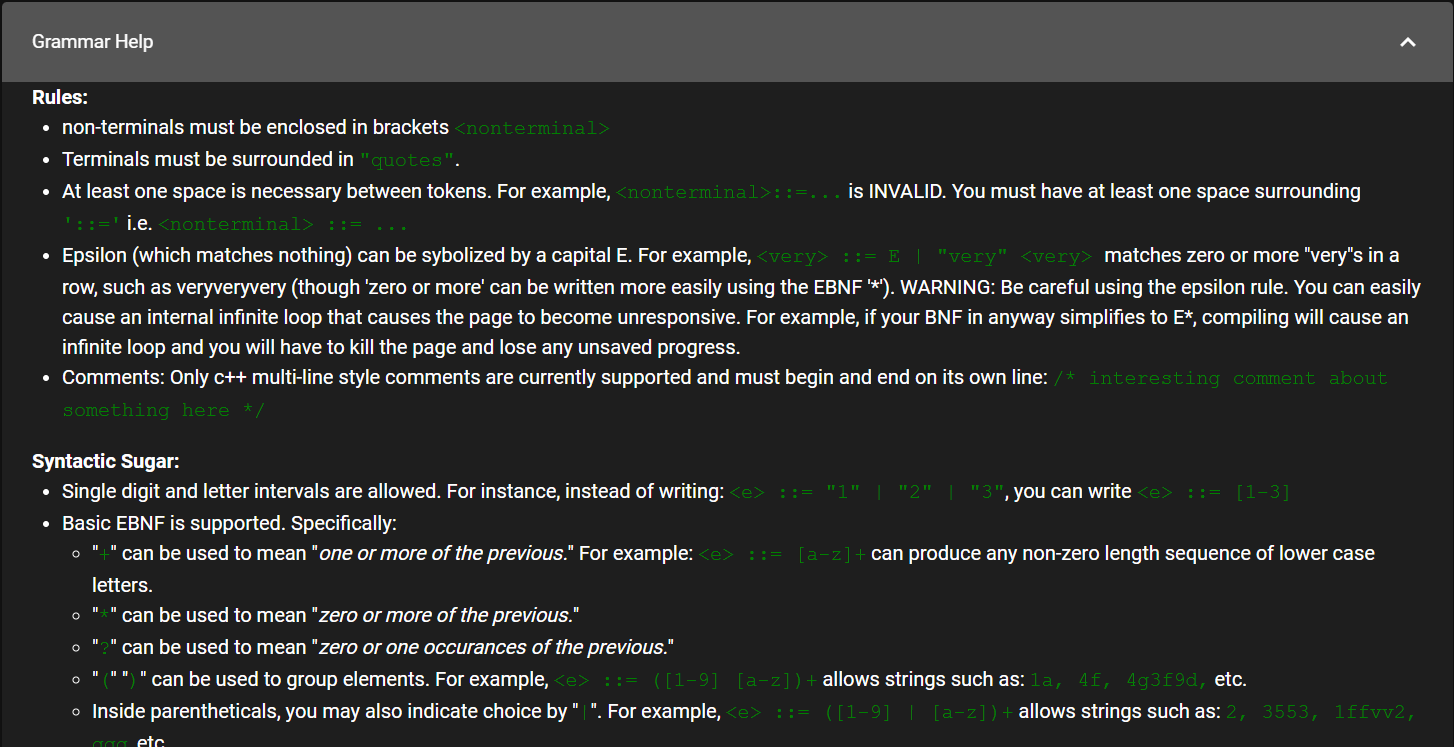 Grammar Help
Rules:
non-terminals must be enclosed in brackets <nonterminal>
Terminals must be surrounded in "quotes".
At least one space is necessary between tokens. For example, <nonterminal>::=... is INVALID. You must have at least one space surrounding
'::=' i.e. <nonterminal> ::= ...
Epsilon (which matches nothing) can be sybolized by a capital E. For example, <very> ::= E | "very" <very> matches zero or more "very"s in a
row, such as veryveryvery (though 'zero or more' can be written more easily using the EBNF '*'). WARNING: Be careful using the epsilon rule. You can easily
cause an internal infinite loop that causes the page to become unresponsive. For example, if your BNF in anyway simplifies to E*, compiling will cause an
infinite loop and you will have to kill the page and lose any unsaved progress.
Comments: Only c++ multi-line style comments are currently supported and must begin and end on its own line: /* interesting comment about
something here */
Syntactic Sugar:
Single digit and letter intervals are allowed. For instance, instead of writing: <e> ::= "1" | "2" | "3", you can write <e> ::= [1-3]
Basic EBNF is supported. Specifically:
"+" can be used to mean "one or more of the previous." For example: <e> ::= [a-z]+ can produce any non-zero length sequence of lower case
letters.
"*" can be used to mean "zero or more of the previous."
"?" can be used to mean "zero or one occurances of the previous."
"(" ")" can be used to group elements. For example, <e> ::= ([1-9] [a-z])+ allows strings such as: 1a, 4f, 4g3f9d, etc.
Inside parentheticals, you may also indicate choice by "|". For example, <e> ::= ([1-9] | [a-z])+ allows strings such as: 2, 3553, 1ffvv2,
etc